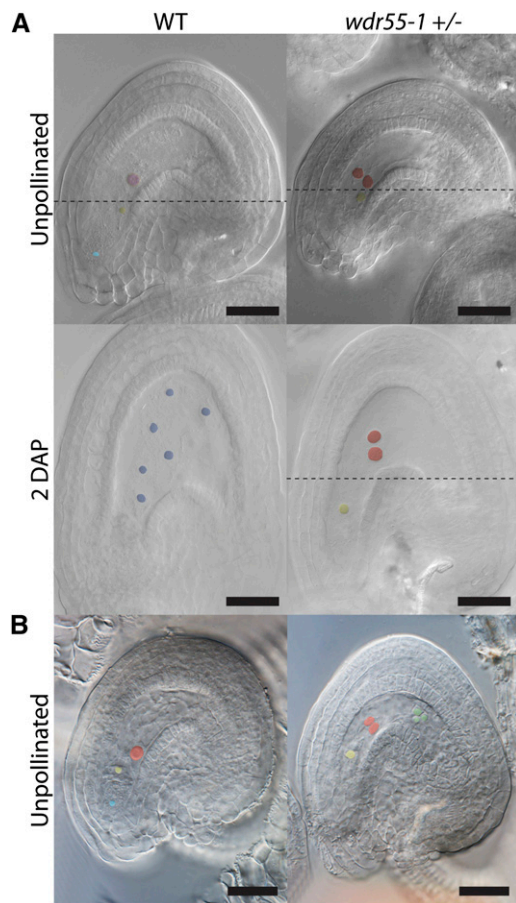 A
WT
wdr55-1 +/-
Unpollinated
2 DAP
B
Unpollinated